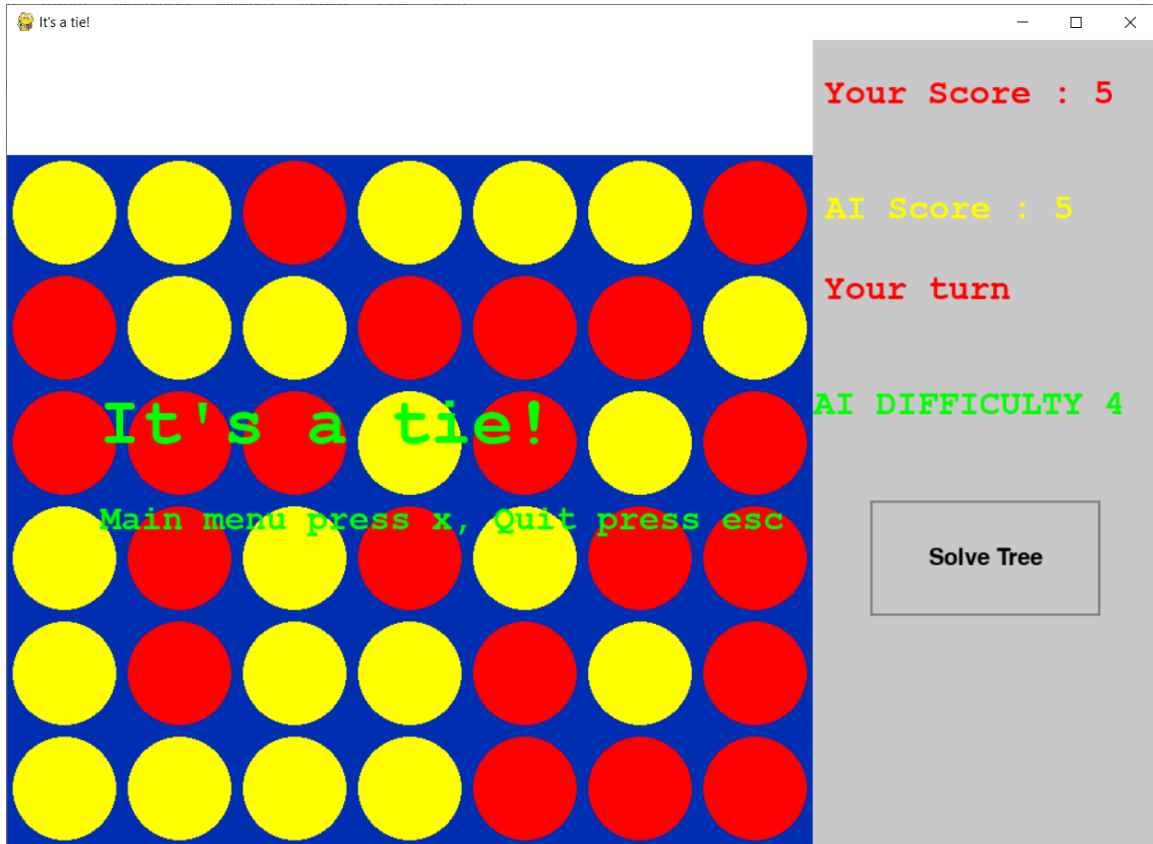 It's a tie!
Your Score : 5
AI Score : 5
Your turn
AI DIFFICULTY 4
It's a tie!
Main menu press x, Quit press esc
Solve Tree